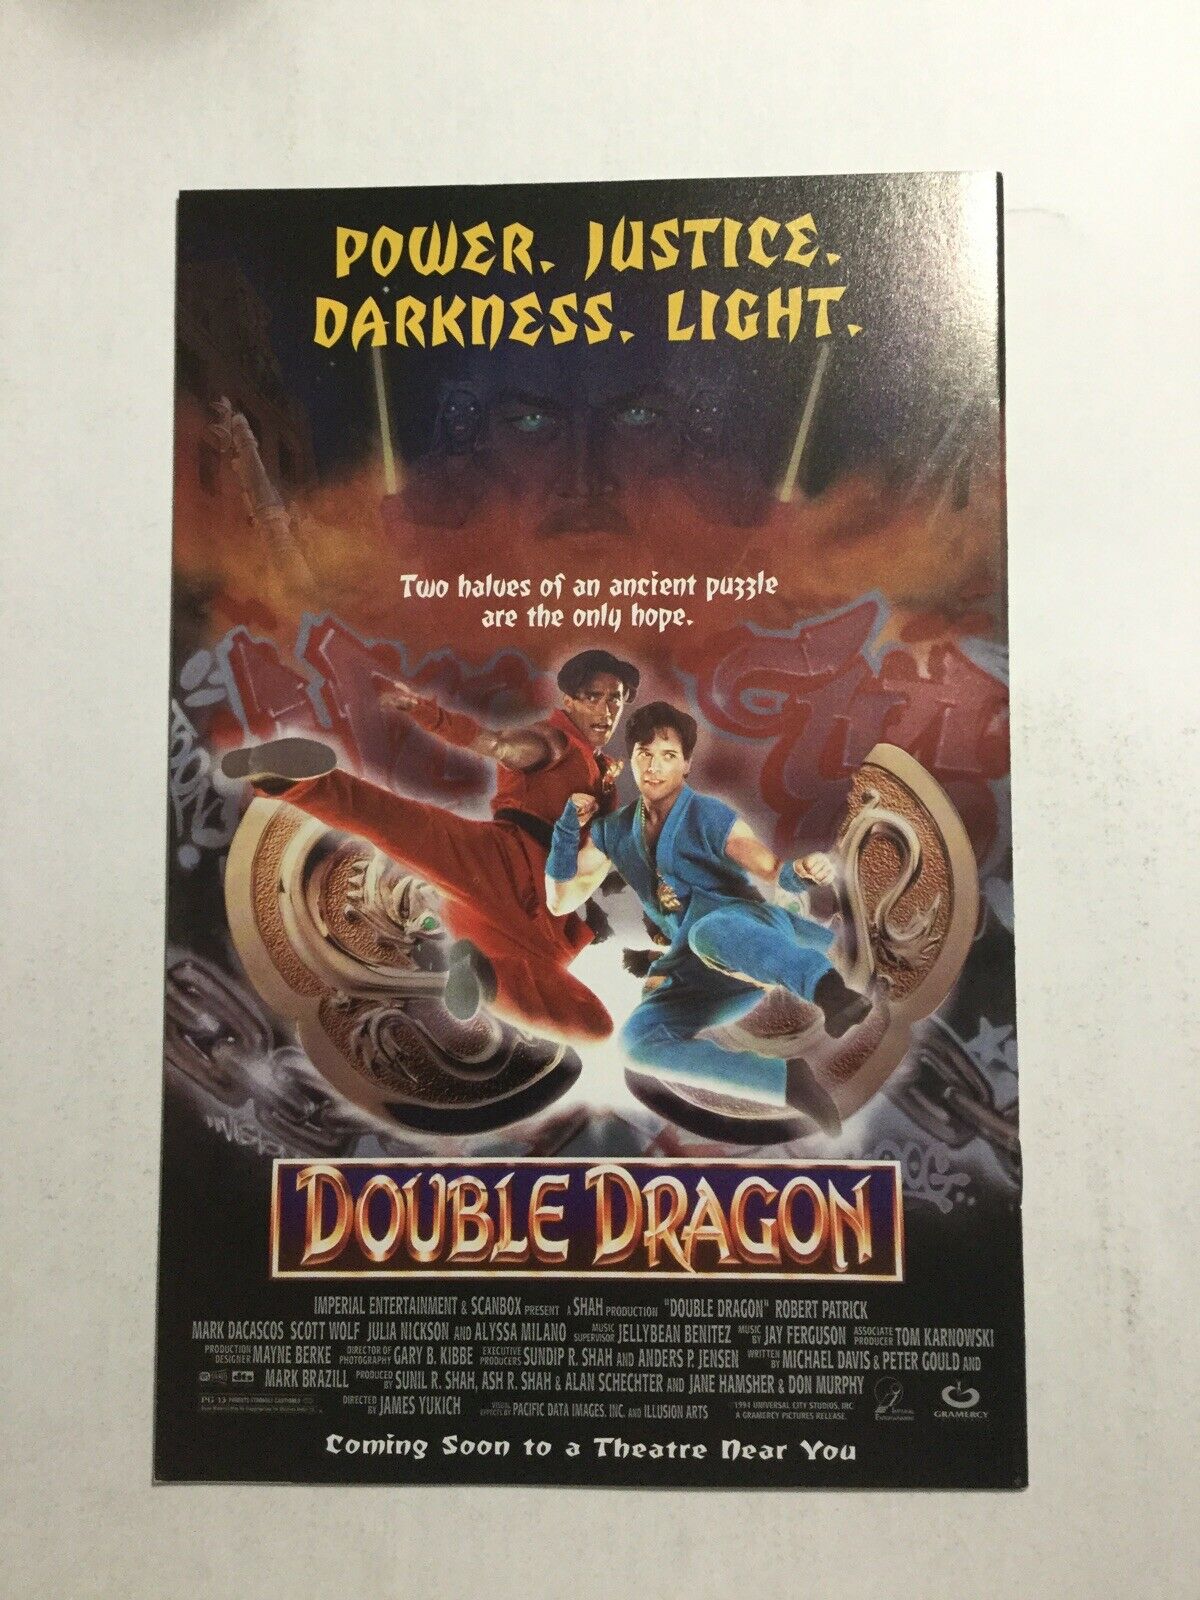 POWER. JUSTICE.
DARKNESS. LIGHT.
Two halves of an ancient puzzle
are the only hope.
DOUBLE DRAGON
IMPERIAL ENTERTAINMENT & SCANBOX PRESENT A SHAH PRODUCTION "DOUBLE DRAGON" ROBERT PATRICK
MARK DACASCOS SCOTT WOLF JULIA NICKSON AND ALYSSA MILANO MUSIC SUPERVISOR JELLYBEAN BENITEZ MUSIC BY JAY FERGUSON ASSOCIATE PRODUCER TOM KARNOWSKI
PRODUCTION DESIGNER MAYNE BERKE DIRECTOR OF PHOTOGRAPHY GARY B. KIBBE EXECUTIVE PRODUCERS SUNDIP R. SHAH AND ANDERS P. JENSEN WRITTEN BY MICHAEL DAVIS & PETER GOULD AND
MARK BRAZILL PRODUCED BY SUNIL R. SHAH, ASH R. SHAH & ALAN SCHECHTER AND JANE HAMSHER & DON MURPHY
PG-13 PARENTS STRONGLY CAUTIONED
DIRECTED BY JAMES YUKICH VISUAL EFFECTS BY PACIFIC DATA IMAGES, INC. AND ILLUSION ARTS
1994 UNIVERSAL CITY STUDIOS, INC.
A GRAMERCY PICTURES RELEASE.
GRAMERCY
Coming Soon to a Theatre Near You